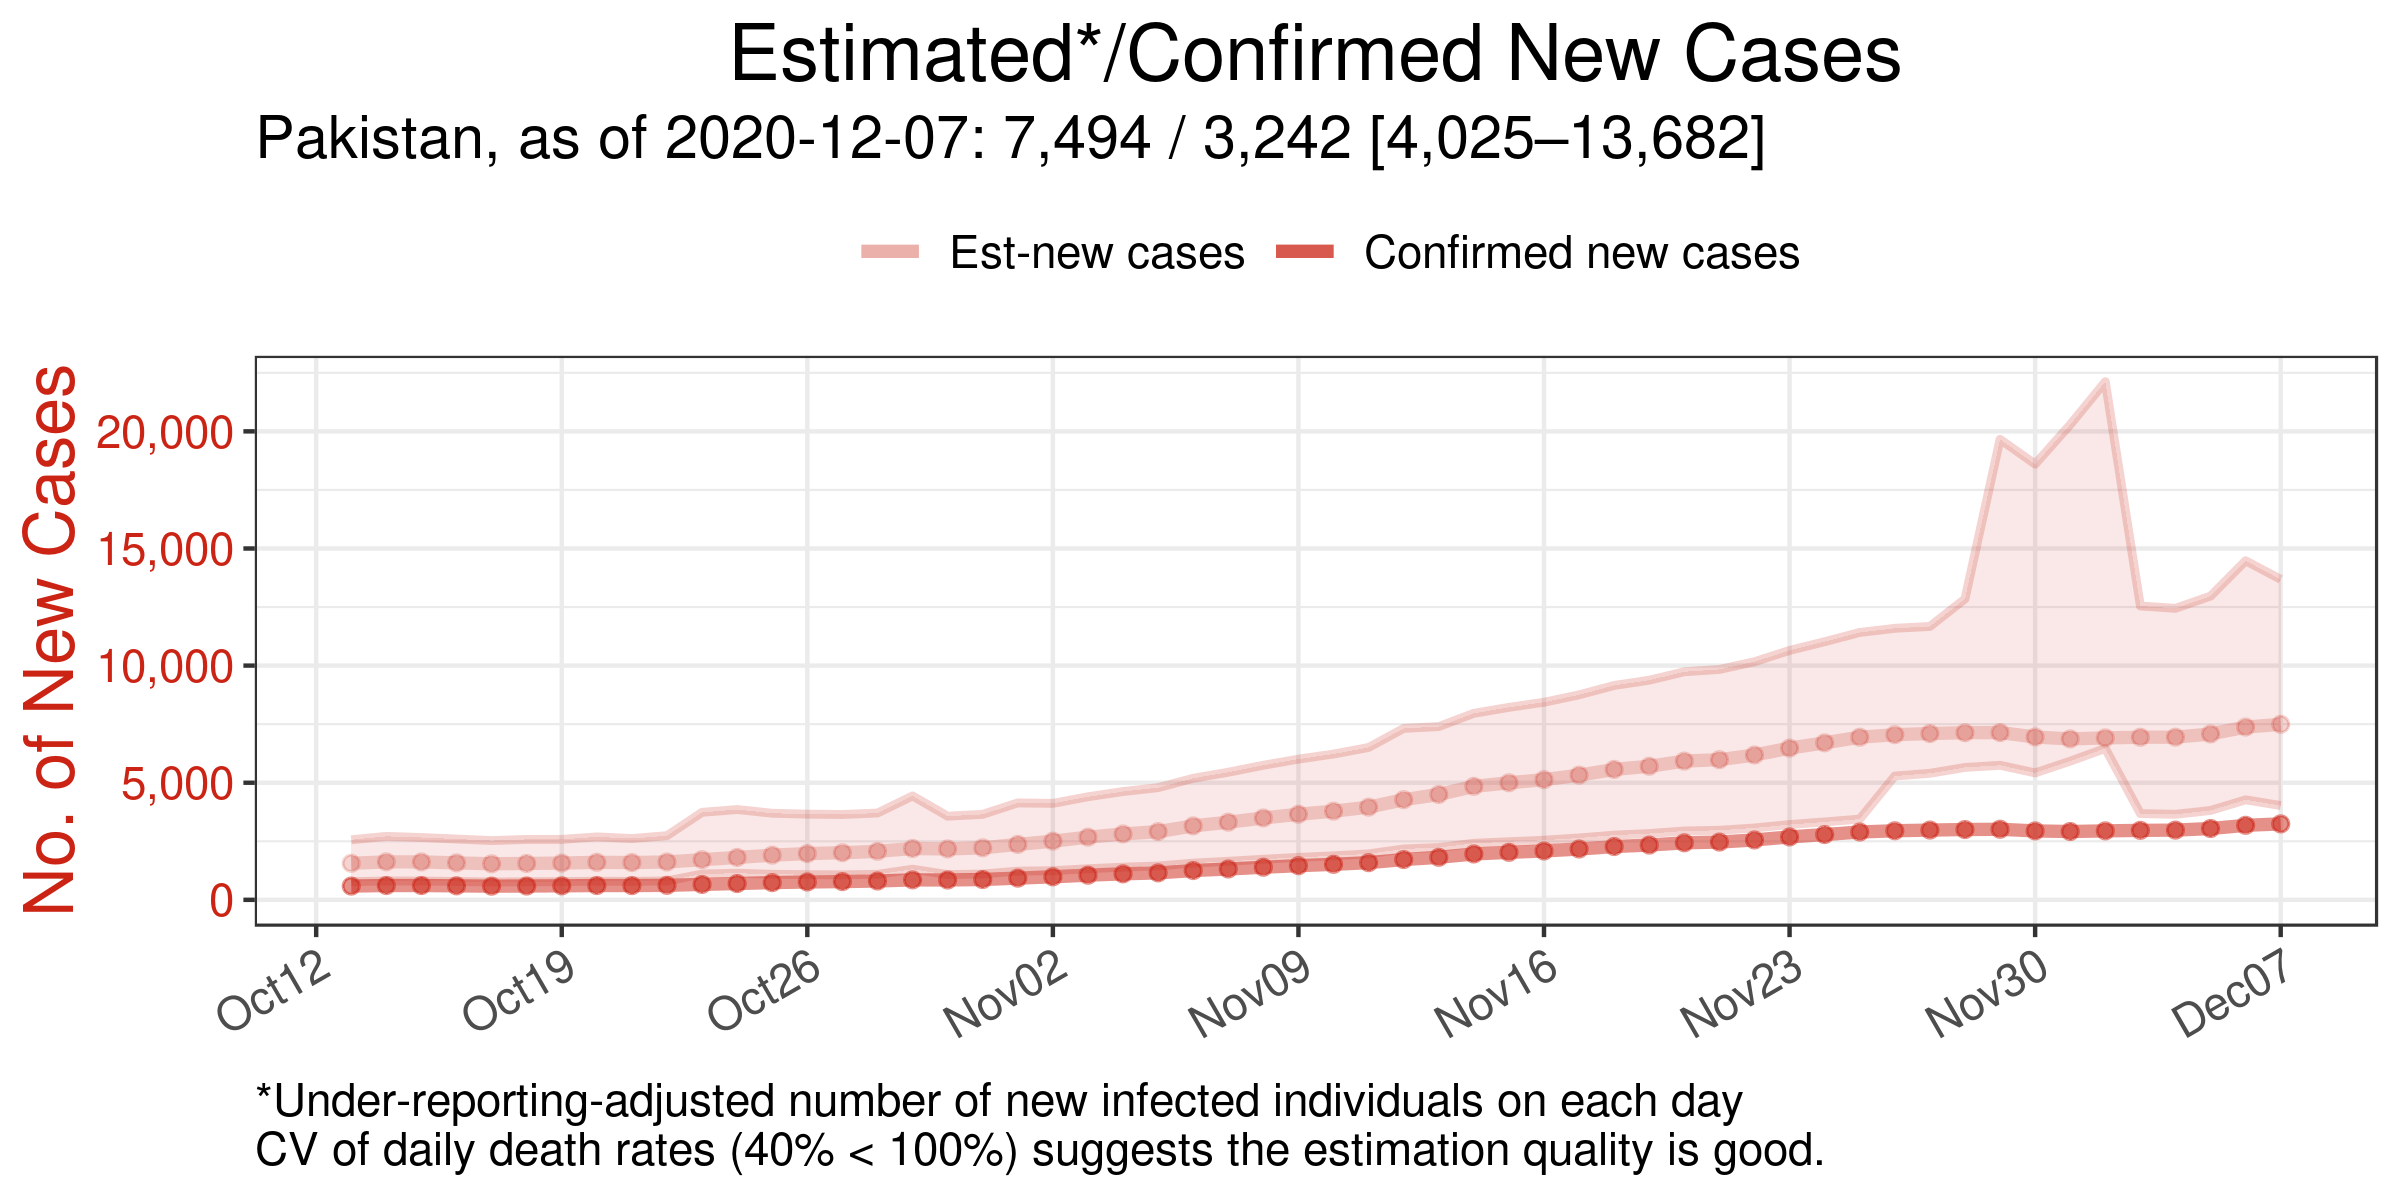 Estimated*/Confirmed New Cases
Pakistan, as of 2020-12-07: 7,494 / 3,242 [4,025–13,682]
Est-new cases
Confirmed new cases
No. of New Cases
20,000
15,000
10,000
5,000
0
Oct12
Oct19
Oct26
Nov02
Nov09
Nov16
Nov23
Nov30
Dec07
*Under-reporting-adjusted number of new infected individuals on each day
CV of daily death rates (40% < 100%) suggests the estimation quality is good.